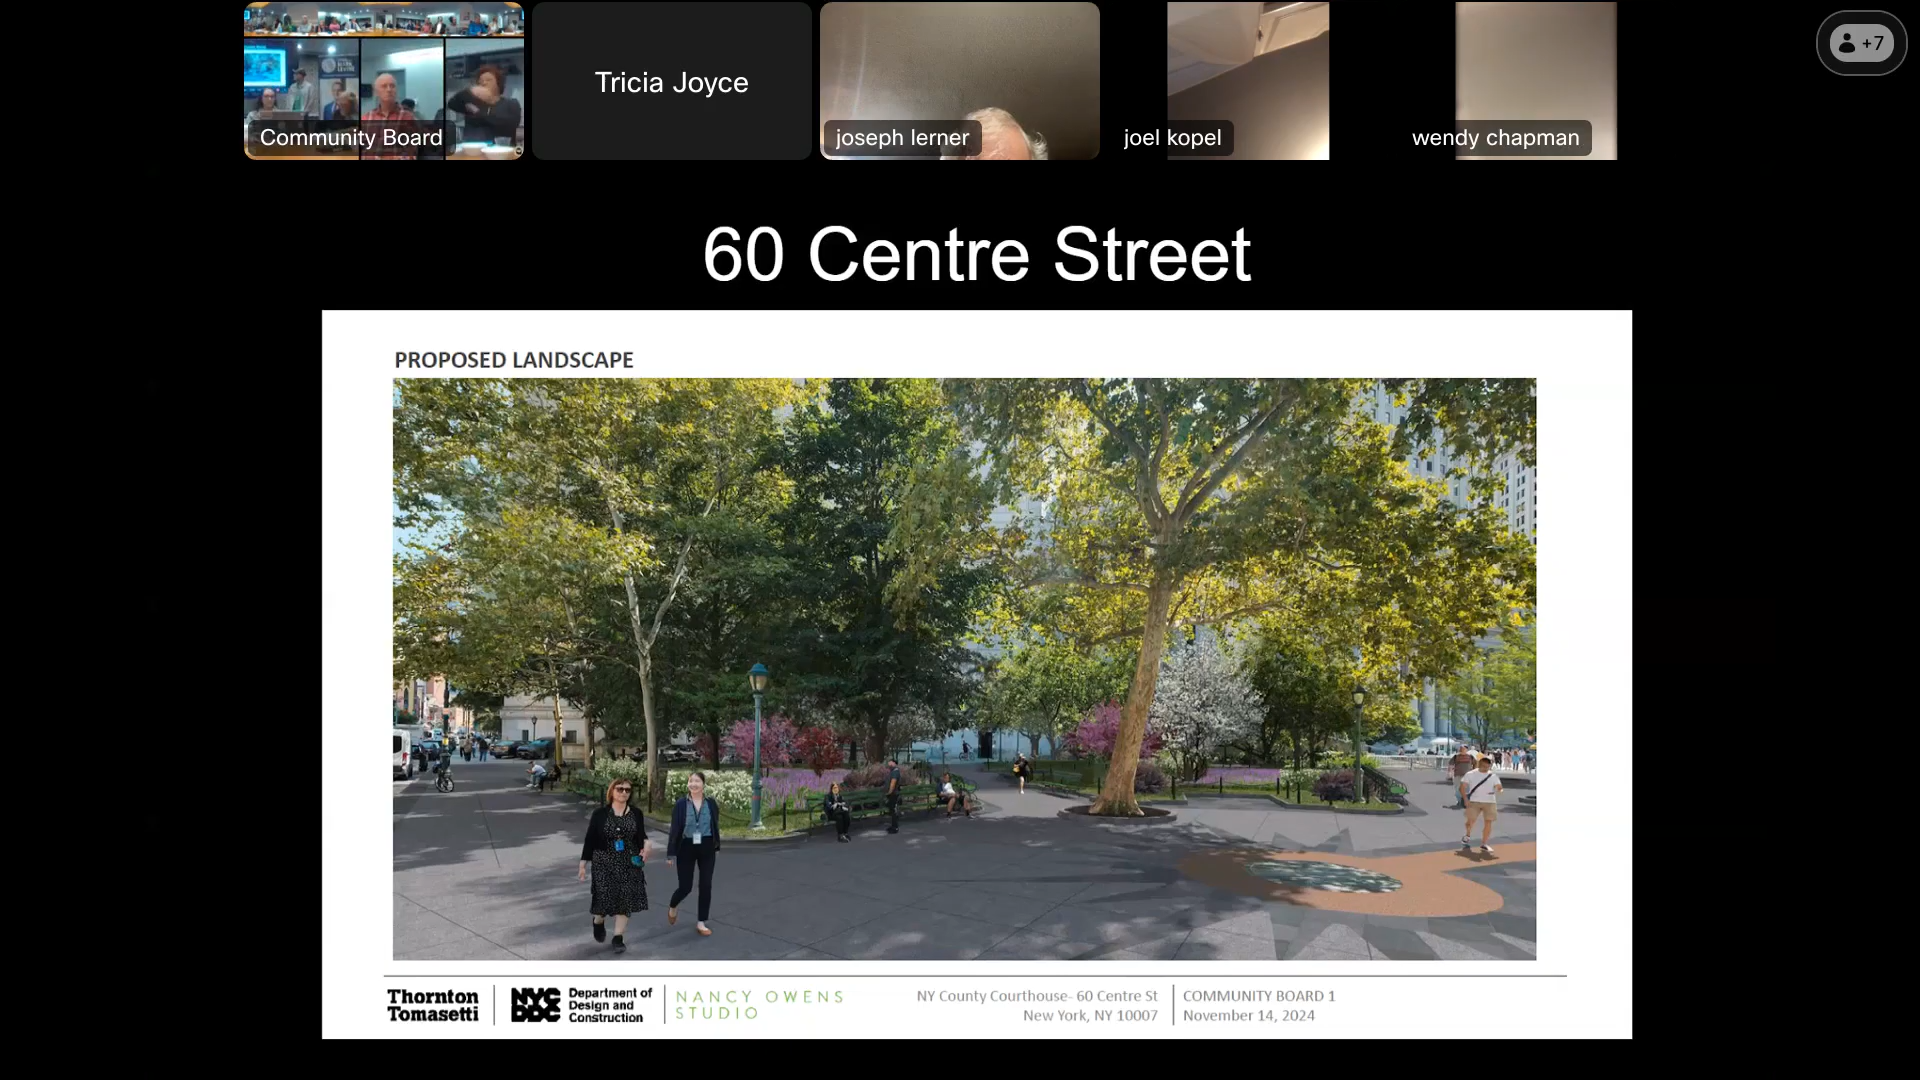 Tricia Joyce
+7
Community Board
joseph lerner
joel kopel
wendy chapman
60 Centre Street
PROPOSED LANDSCAPE
Thornton
Tomasetti
NYC
DDC
Department of
Design and
Construction
NANCY OWENS
STUDIO
NY County Courthouse- 60 Centre St
New York, NY 10007
COMMUNITY BOARD 1
November 14, 2024